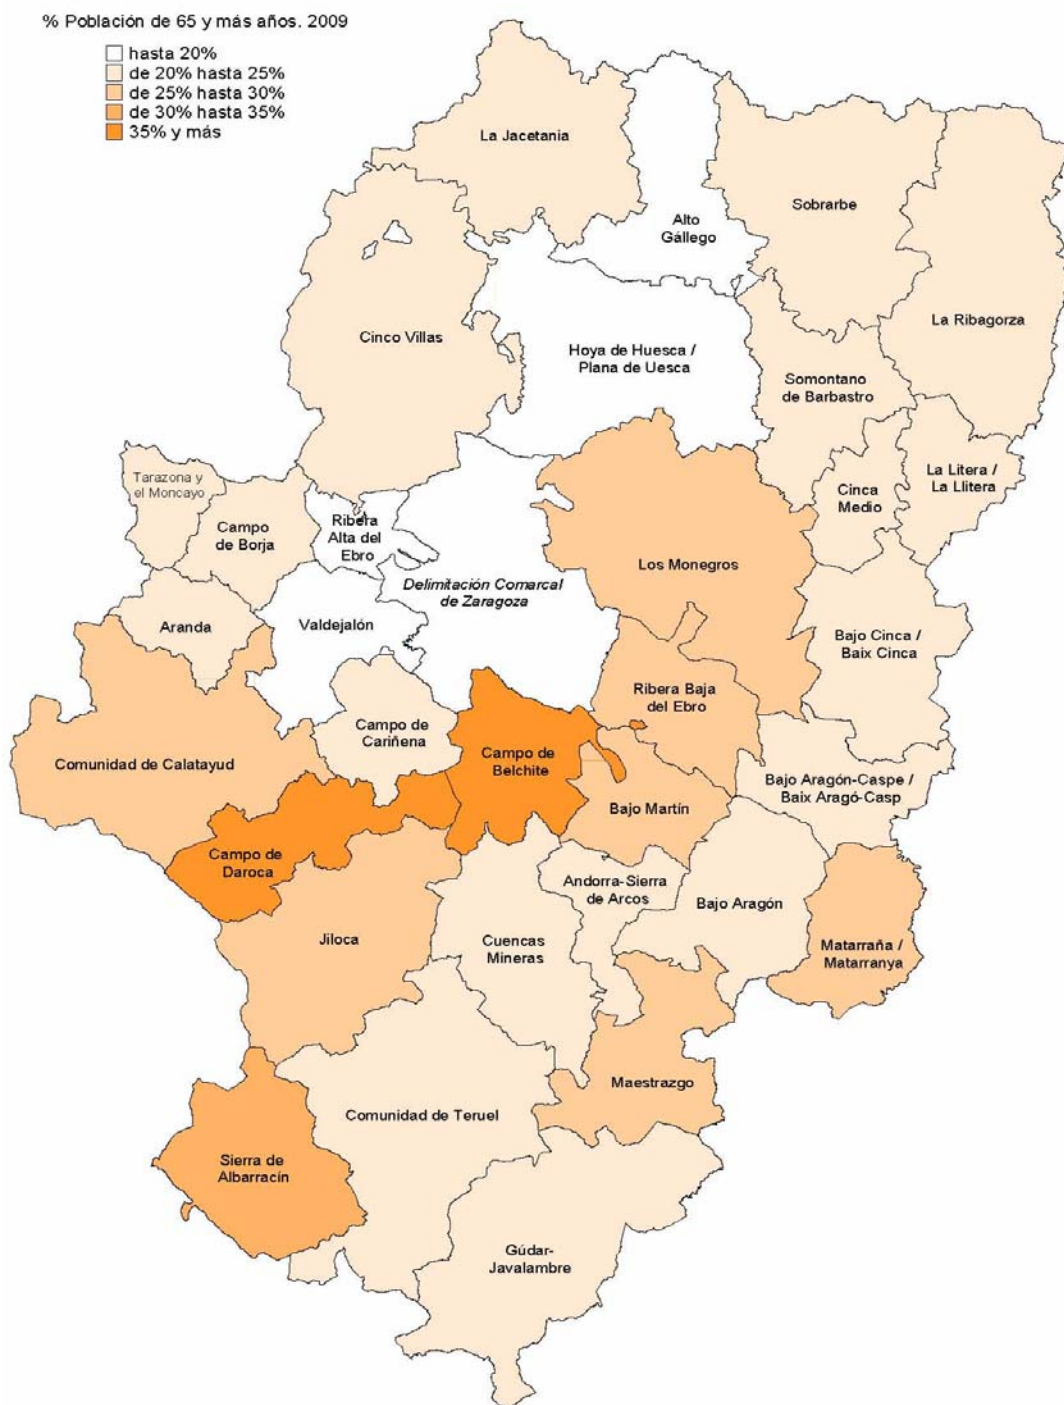 % Población de 65 y más años. 2009
hasta 20%
de 20% hasta 25%
de 25% hasta 30%
de 30% hasta 35%
35% y más
La Jacetania
Alto
Gállego
Sobrarbe
La Ribagorza
Cinco Villas
Hoya de Huesca /
Plana de Uesca
Somontano
de Barbastro
Tarazona y
el Moncayo
Campo
de Borja
Ribera
Alta del
Ebro
Cinca
Medio
La Litera /
La Llitera
Delimitación Comarcal
de Zaragoza
Los Monegros
Aranda
Valdejalón
Bajo Cinca /
Baix Cinca
Ribera Baja
del Ebro
Campo de
Cariñena
Comunidad de Calatayud
Campo de
Belchite
Bajo Aragón-Caspe /
Baix Aragó-Casp
Bajo Martín
Campo de
Daroca
Andorra-Sierra
de Arcos
Bajo Aragón
Jiloca
Cuencas
Mineras
Matarraña /
Matarranya
Maestrazgo
Comunidad de Teruel
Sierra de
Albarracín
Gúdar-
Javalambre